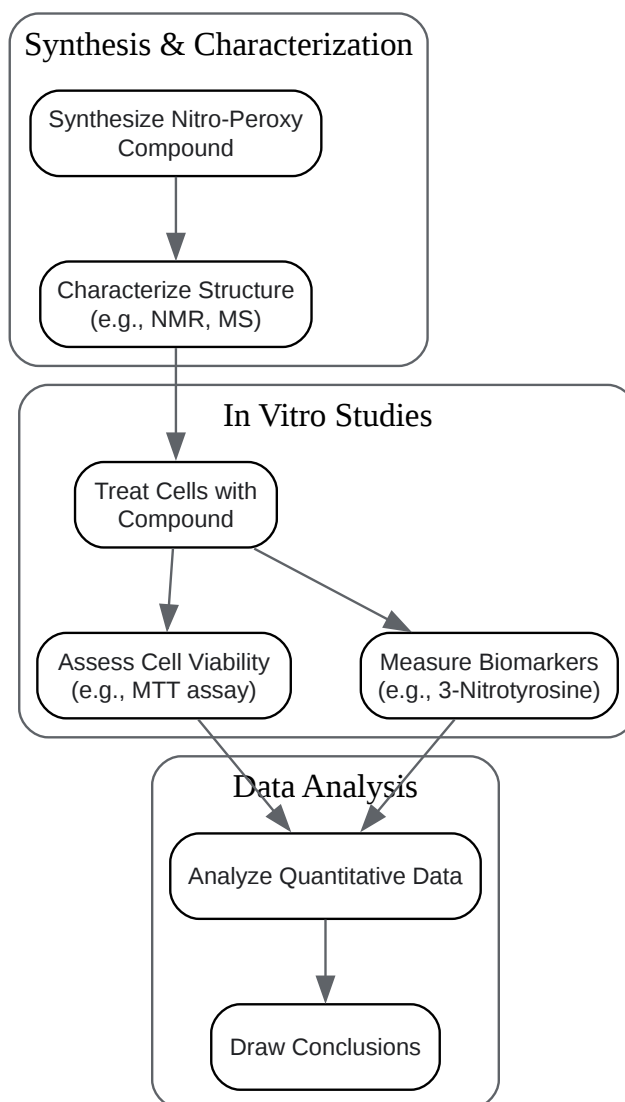 Synthesis & Characterization
Synthesize Nitro-Peroxy
Compound
Characterize Structure
(e.g., NMR, MS)
In Vitro Studies
Treat Cells with
Compound
Assess Cell Viability
(e.g., MTT assay)
Measure Biomarkers
(e.g., 3-Nitrotyrosine)
Data Analysis
Analyze Quantitative Data
Draw Conclusions